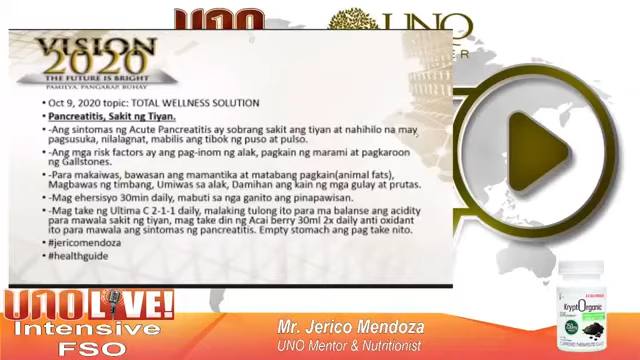 UNO
UNO
VISION
2020
THE FUTURE IS BRIGHT
PAMILYA, PANGARAP, BUHAY
• Oct 9, 2020 topic: TOTAL WELLNESS SOLUTION
• Pancreatitis, Sakit ng Tiyan.
• -Ang sintomas ng Acute Pancreatitis ay sobrang sakit ang tiyan at nahihilo na may
pagsusuka, nilalagnat, mabilis ang tibok ng puso at pulso.
• -Ang mga risk factors ay ang pag-inom ng alak, pagkain ng marami at pagkaroon
ng Gallstones.
• -Para makaiwas, bawasan ang mamantika at matabang pagkain(animal fats),
Magbawas ng timbang, Umiwas sa alak, Damihan ang kain ng mga gulay at prutas.
• -Mag ehersisyo 30min daily, mabuti sa nga ganito ang pinapawisan.
• -Mag take ng Ultima C 2-1-1 daily, malaking tulong ito para ma balanse ang acidity
para mawala sakit ng tiyan, mag take din ng Acai berry 30ml 2x daily anti oxidant
ito para mawala ang sintomas ng pancreatitis. Empty stomach ang pag take nito.
• #jericomendoza
• #healthguide
UNO LIVE!
Intensive
FSO
Mr. Jerico Mendoza
UNO Mentor & Nutritionist
KryptOrganic